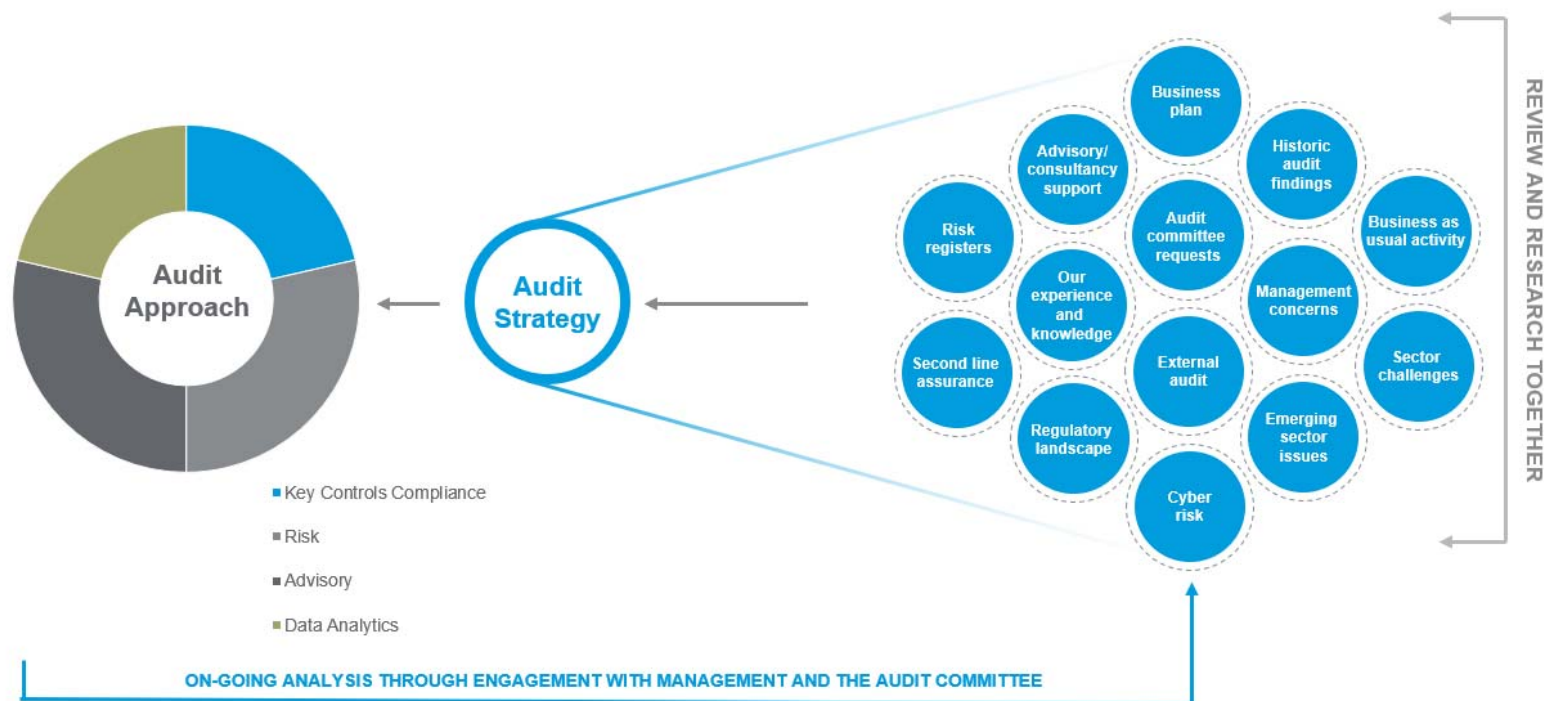 Audit
Approach
Key Controls Compliance
Risk
Advisory
Data Analytics
Audit
Strategy
Business
plan
Advisory/
consultancy
support
Historic
audit
findings
Risk
registers
Audit
committee
requests
Business as
usual activity
Our
experience
and
knowledge
Management
concerns
Second line
assurance
External
audit
Sector
challenges
Regulatory
landscape
Emerging
sector
issues
Cyber
risk
REVIEW AND RESEARCH TOGETHER
ON-GOING ANALYSIS THROUGH ENGAGEMENT WITH MANAGEMENT AND THE AUDIT COMMITTEE